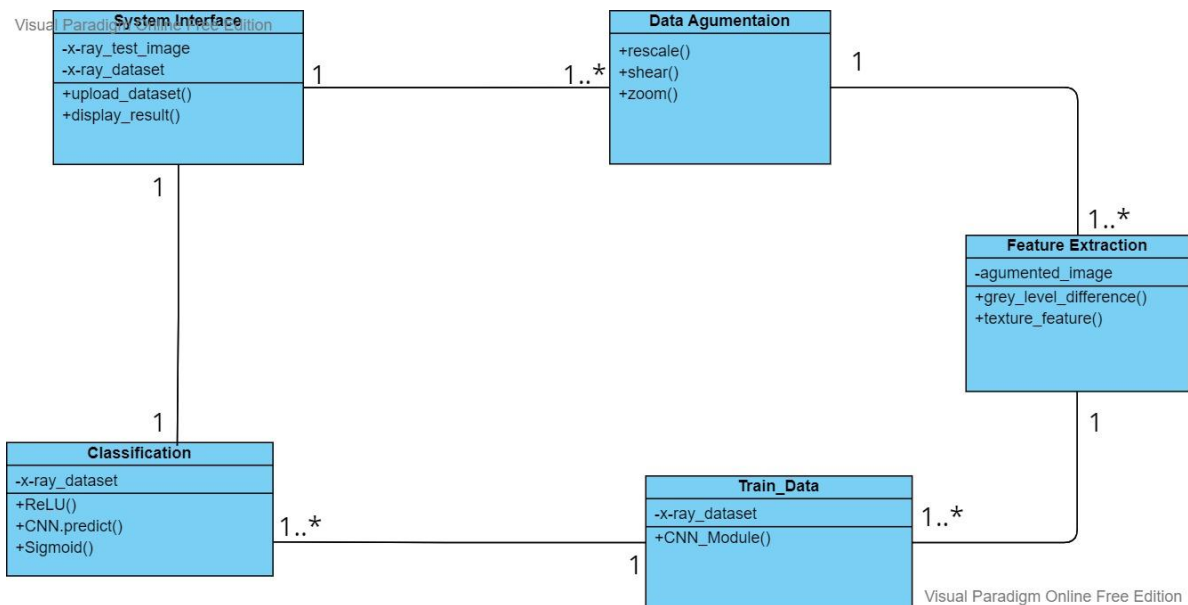 Visual Paradigm Online Free Edition
System Interface
-x-ray_test_image
-x-ray_dataset
+upload_dataset()
+display_result()
1
1..*
Data Agumentaion
+rescale()
+shear()
+zoom()
1
1..*
Feature Extraction
-agumented_image
+grey_level_difference()
+texture_feature()
1
1
1
Classification
-x-ray_dataset
+ReLU()
+CNN.predict()
+Sigmoid()
1..*
1
Train_Data
-x-ray_dataset
+CNN_Module()
1..*
Visual Paradigm Online Free Edition